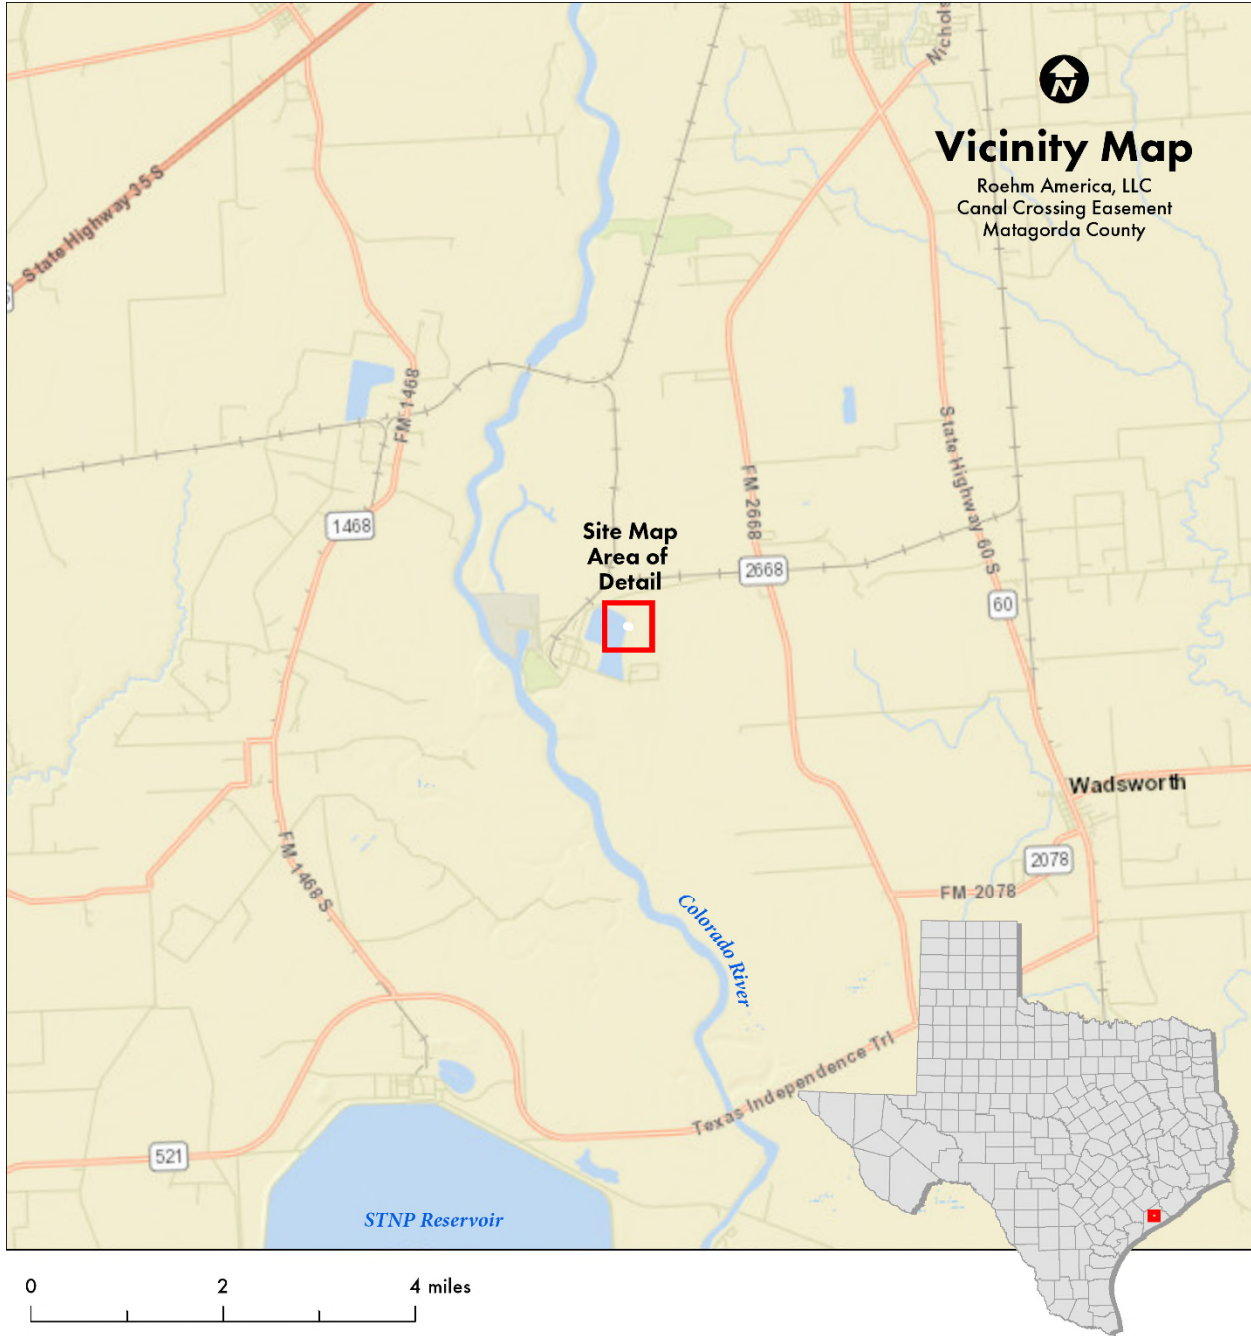 Nichols
N
Vicinity Map
Roehm America, LLC
Canal Crossing Easement
Matagorda County
State Highway 35 S
FM 1468
1468
Site Map
Area of
Detail
FM 2668
2668
State Highway 60 S
60
Wadsworth
2078
FM 2078
FM 1468 S
Colorado River
Texas Independence Trl
521
STNP Reservoir
0 2 4 miles